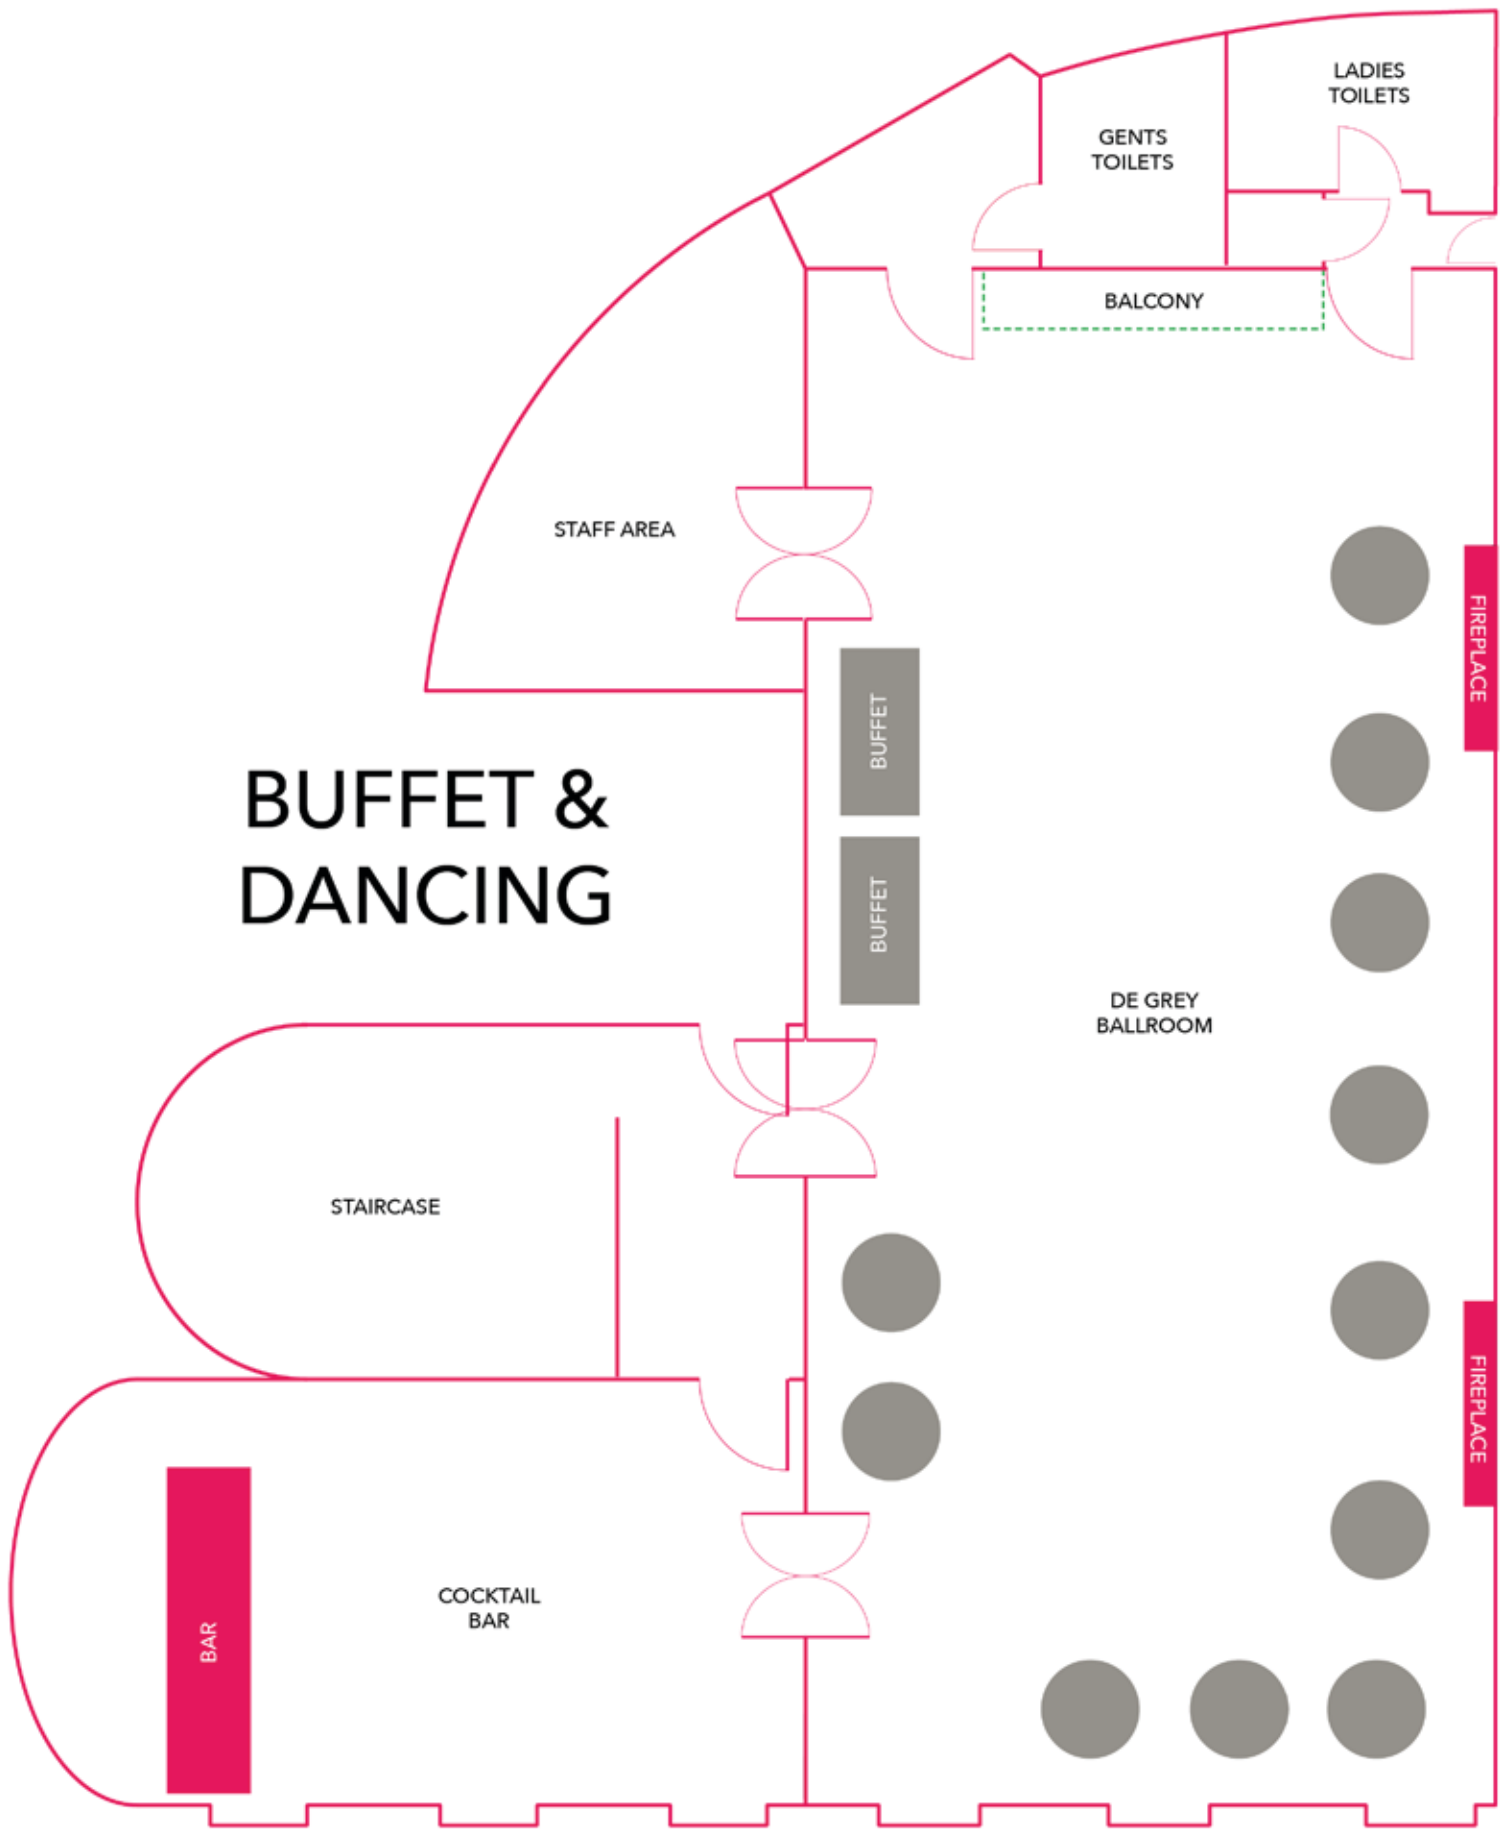 LADIES
TOILETS
GENTS
TOILETS
BALCONY
STAFF AREA
FIREPLACE
BUFFET
BUFFET &
DANCING
BUFFET
DE GREY
BALLROOM
STAIRCASE
FIREPLACE
COCKTAIL
BAR
BAR